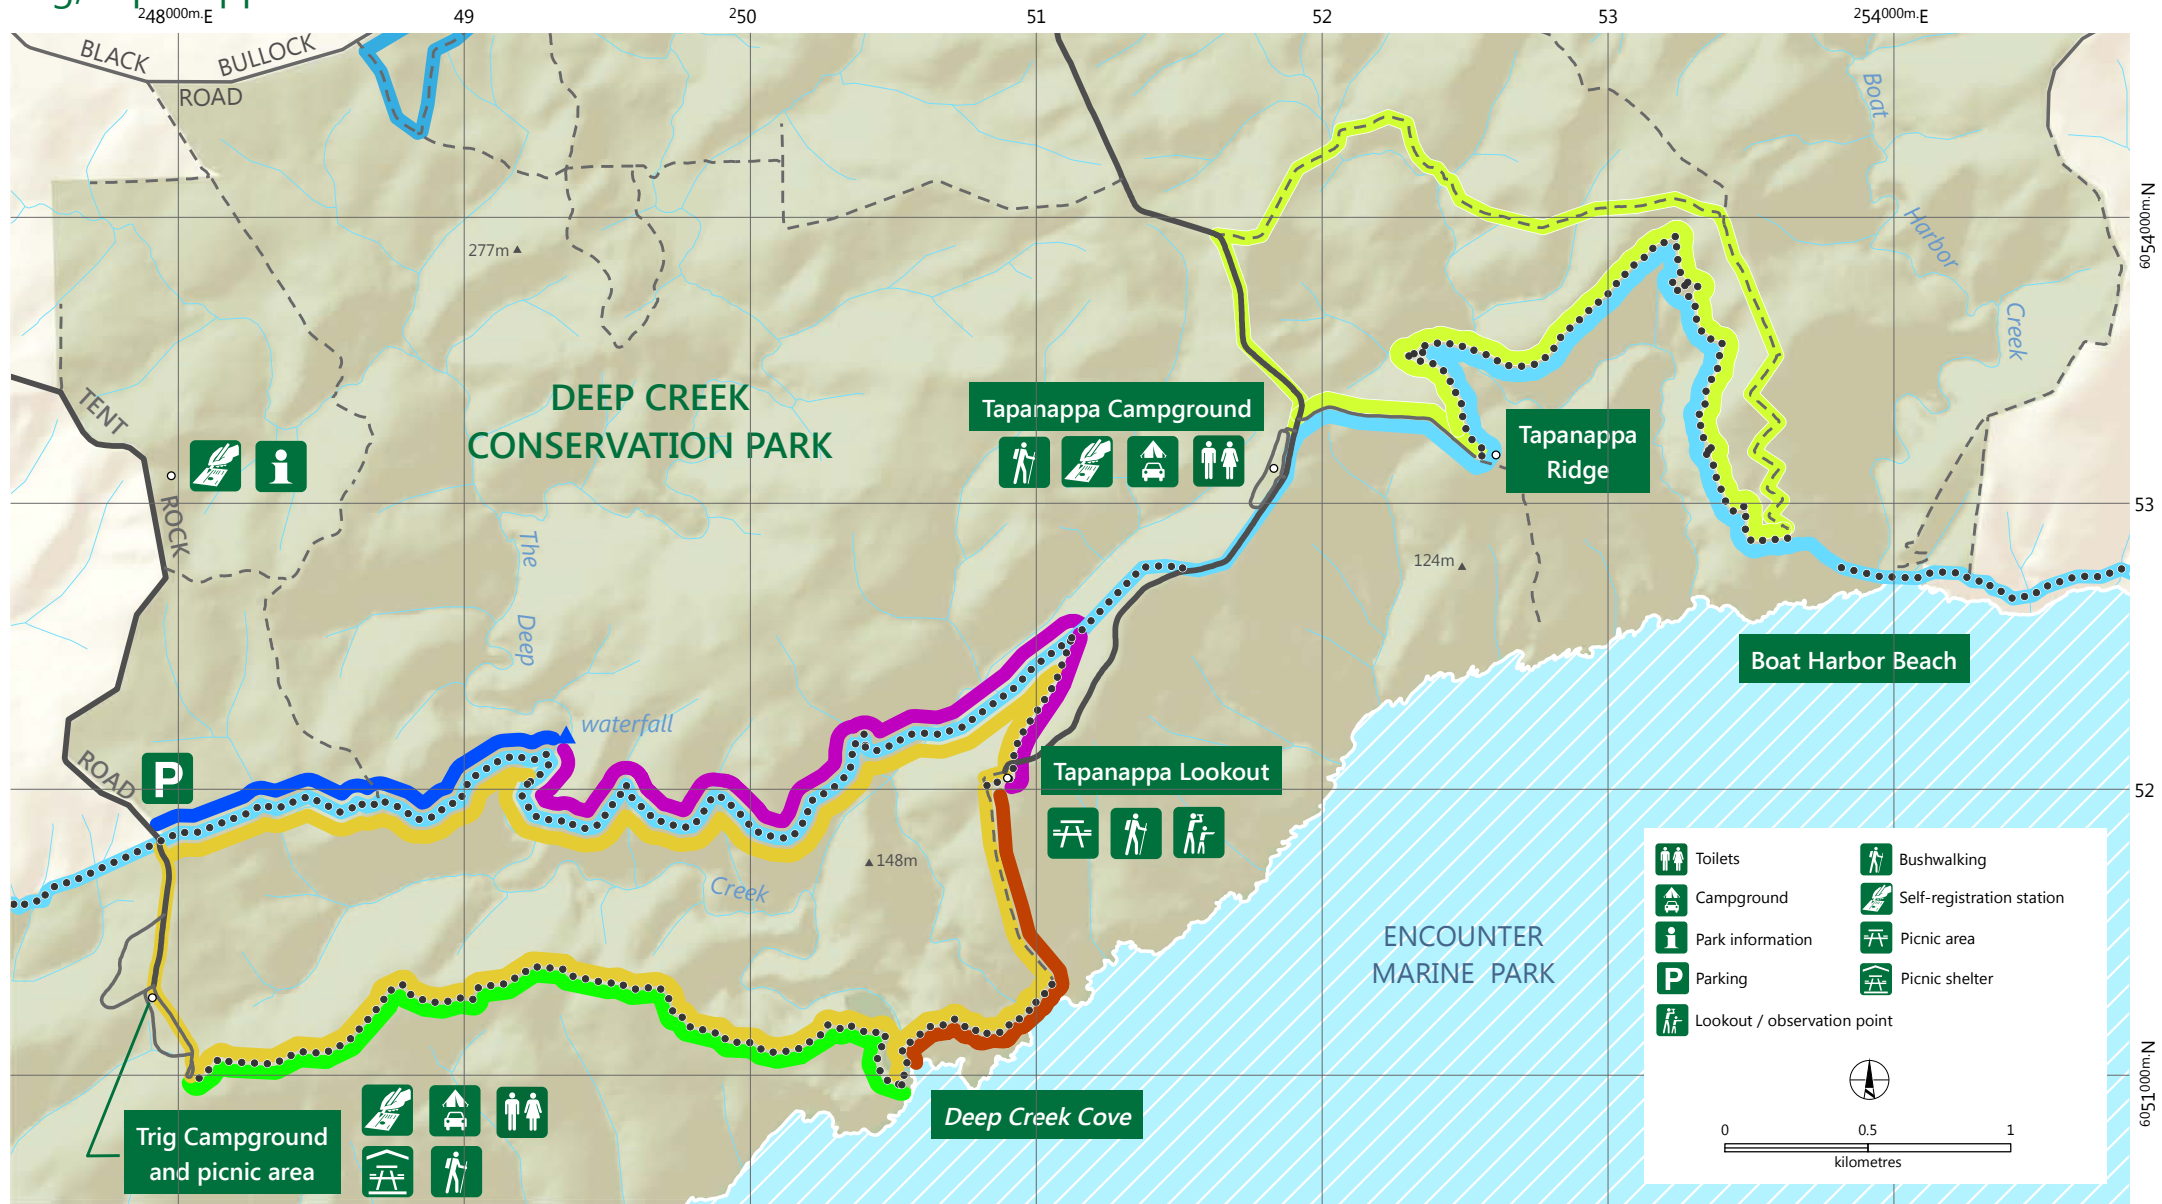 248000m.E
49
250
51
52
53
254000m.E
BLACK
BULLOCK
ROAD
Boat
Harbor
Creek
6054000m.N
277m
TENT
DEEP CREEK
CONSERVATION PARK
Tapanappa Campground
Tapanappa
Ridge
ROCK
53
The
Deep
124m
Boat Harbor Beach
waterfall
ROAD
P
Tapanappa Lookout
52
148m
Creek
ENCOUNTER
MARINE PARK
Toilets
Bushwalking
Campground
Self-registration station
Park information
Picnic area
P
Parking
Picnic shelter
Lookout / observation point
N
6051000m.N
Deep Creek Cove
Trig Campground
and picnic area
0
0.5
1
kilometres